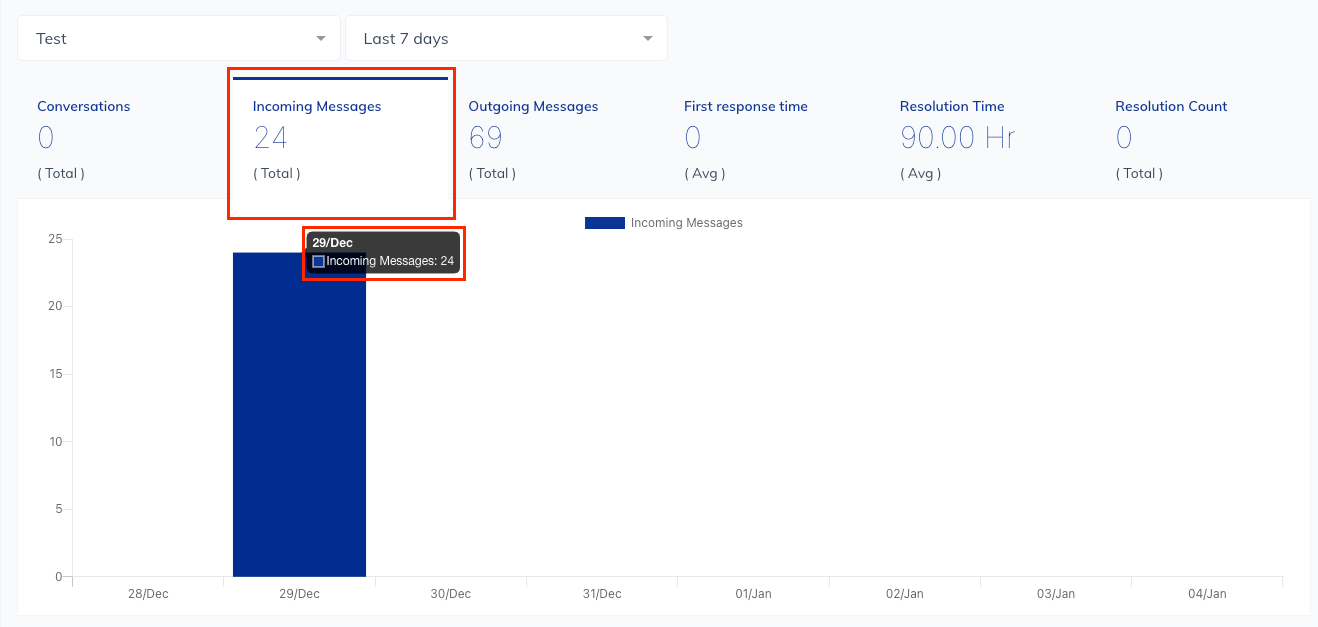 Test
Last 7 days
Conversations
0
( Total )
Incoming Messages
24
( Total )
Outgoing Messages
69
( Total )
First response time
0
( Avg )
Resolution Time
90.00 Hr
( Avg )
Resolution Count
0
( Total )
Incoming Messages
29/Dec
Incoming Messages: 24
25
20
15
10
5
0
28/Dec
29/Dec
30/Dec
31/Dec
01/Jan
02/Jan
03/Jan
04/Jan